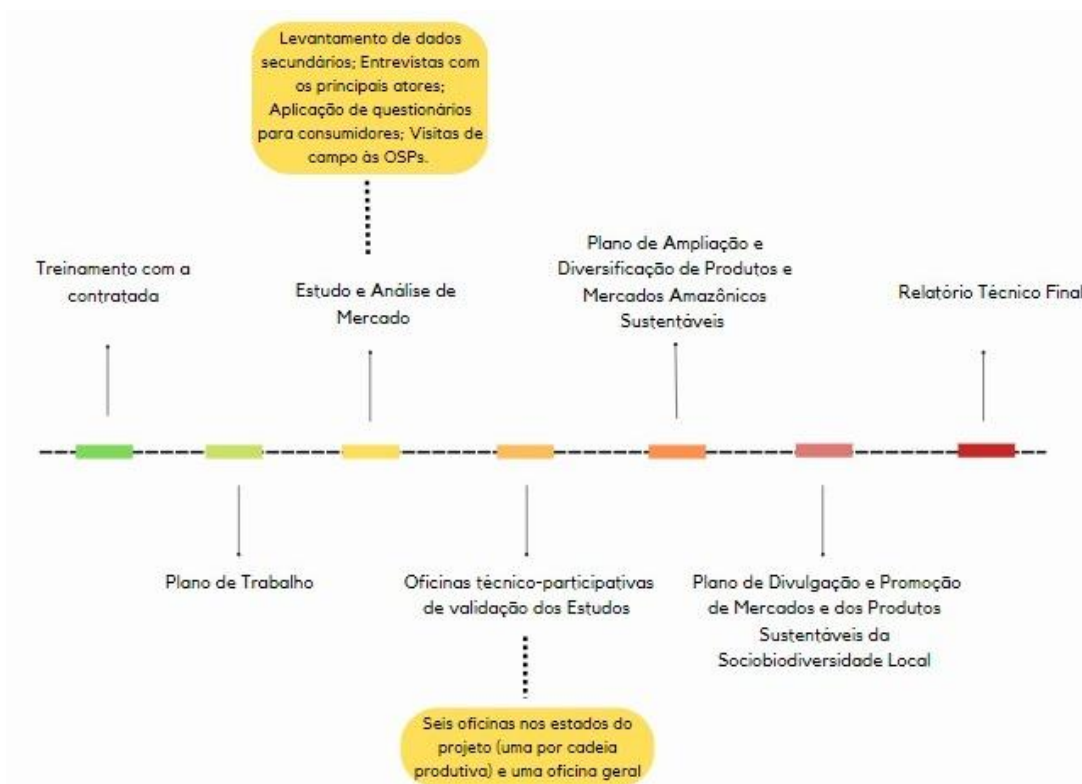 Levantamento de dados
secundários; Entrevistas com
os principais atores;
Aplicação de questionários
para consumidores; Visitas de
campo às OSPs.
Treinamento com a
contratada
Estudo e Análise de
Mercado
Plano de Ampliação e
Diversificação de Produtos e
Mercados Amazônicos
Sustentáveis
Relatório Técnico Final
Plano de Trabalho
Oficinas técnico-participativas
de validação dos Estudos
Plano de Divulgação e Promoção
de Mercados e dos Produtos
Sustentáveis da
Sociobiodiversidade Local
Seis oficinas nos estados do
projeto (uma por cadeia
produtiva) e uma oficina geral